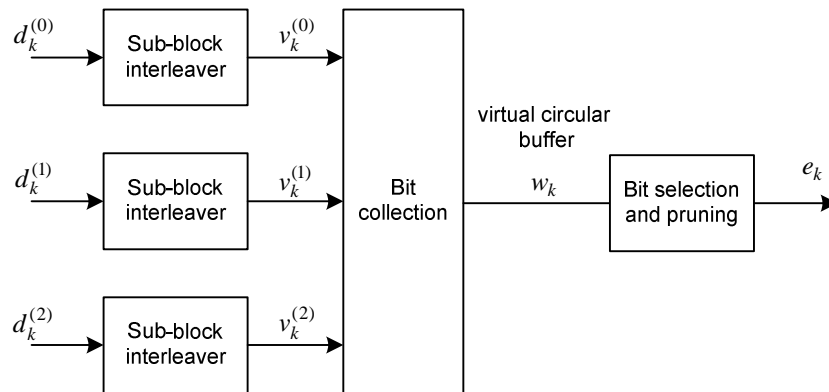 d_k^{(0)}
Sub-block
interleaver
v_k^{(0)}
d_k^{(1)}
Sub-block
interleaver
v_k^{(1)}
d_k^{(2)}
Sub-block
interleaver
v_k^{(2)}
Bit
collection
virtual circular
buffer
w_k
Bit selection
and pruning
e_k